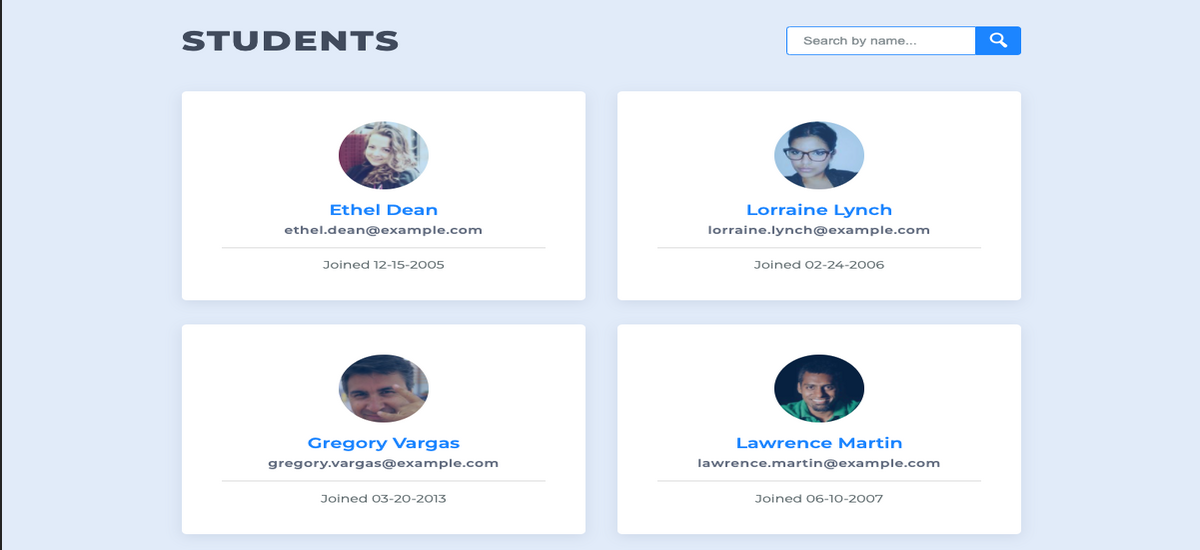 STUDENTS
Search by name...
Ethel Dean
ethel.dean@example.com
Joined 12-15-2005
Lorraine Lynch
lorraine.lynch@example.com
Joined 02-24-2006
Gregory Vargas
gregory.vargas@example.com
Joined 03-20-2013
Lawrence Martin
lawrence.martin@example.com
Joined 06-10-2007